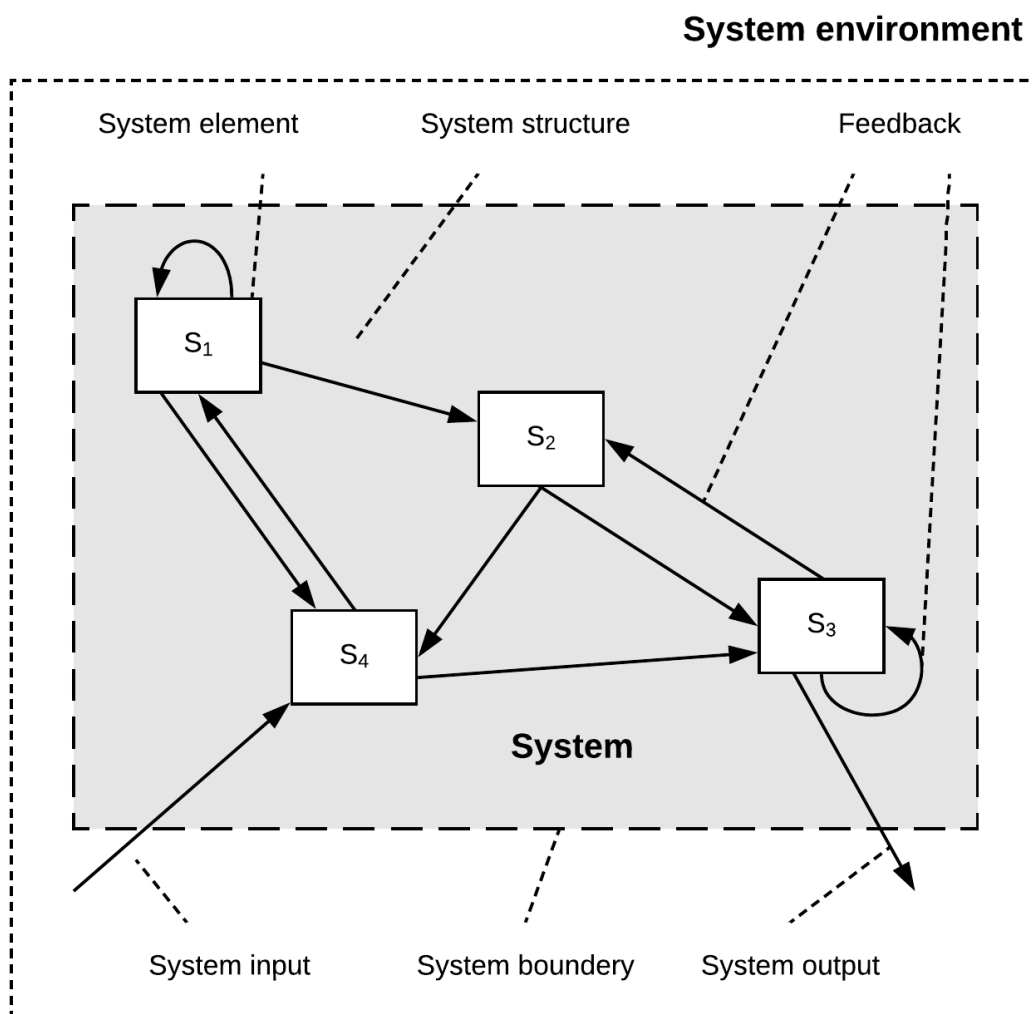 System environment
System element
System structure
Feedback
S₁
S₂
S₃
S₄
System
System input
System boundery
System output